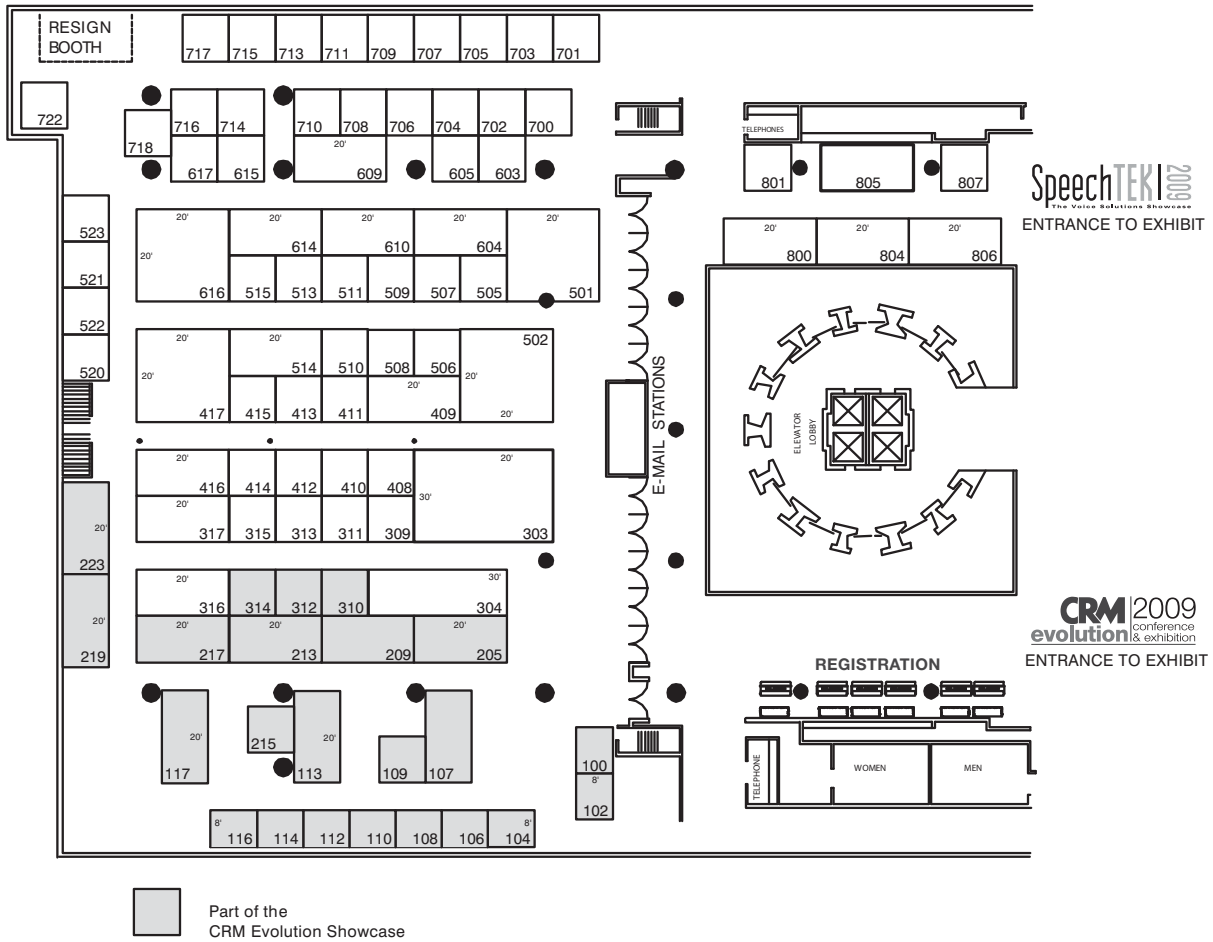 RESIGN
BOOTH
717 715 713 711 709 707 705 703 701
722
716 714 710 708 706 704 702 700
718
20'
617 615 609 605 603
TELEPHONES
801 805 807
SpeechTEK 2009
The Voice Solutions Showcase
ENTRANCE TO EXHIBIT
523
20' 20' 20' 20' 20'
614 610 604
20'
616 515 513 511 509 507 505 501
20' 20' 20'
800 804 806
521
522
520
20' 20'
502
514 510 508 506
20' 20' 20'
417 415 413 411 409
20'
E-MAIL STATIONS
ELEVATOR
LOBBY
20' 20'
416 414 412 410 408
20' 30'
317 315 313 311 309 303
20'
223
20'
219
20' 30'
316 314 312 310 304
20' 20' 20'
217 213 209 205
CRM 2009
evolution conference
& exhibition
ENTRANCE TO EXHIBIT
REGISTRATION
20' 20'
215
117 113 109 107
100
8'
102
TELEPHONE
WOMEN
MEN
8' 8'
116 114 112 110 108 106 104
Part of the
CRM Evolution Showcase